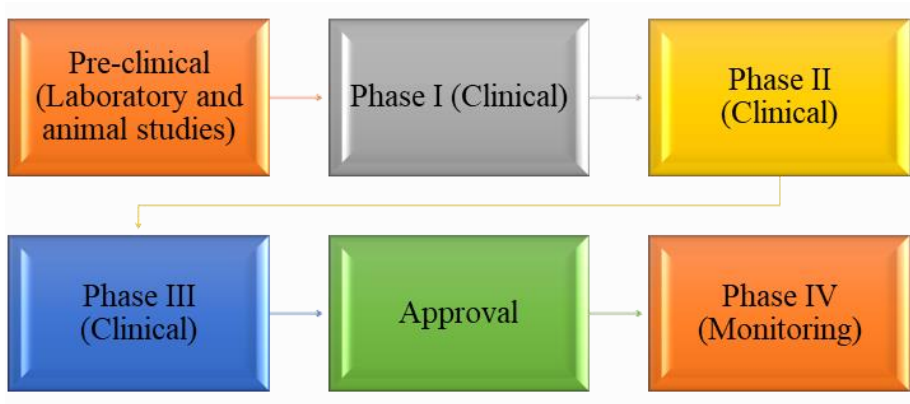 Pre-clinical
(Laboratory and
animal studies)
Phase I (Clinical)
Phase II
(Clinical)
Phase III
(Clinical)
Approval
Phase IV
(Monitoring)